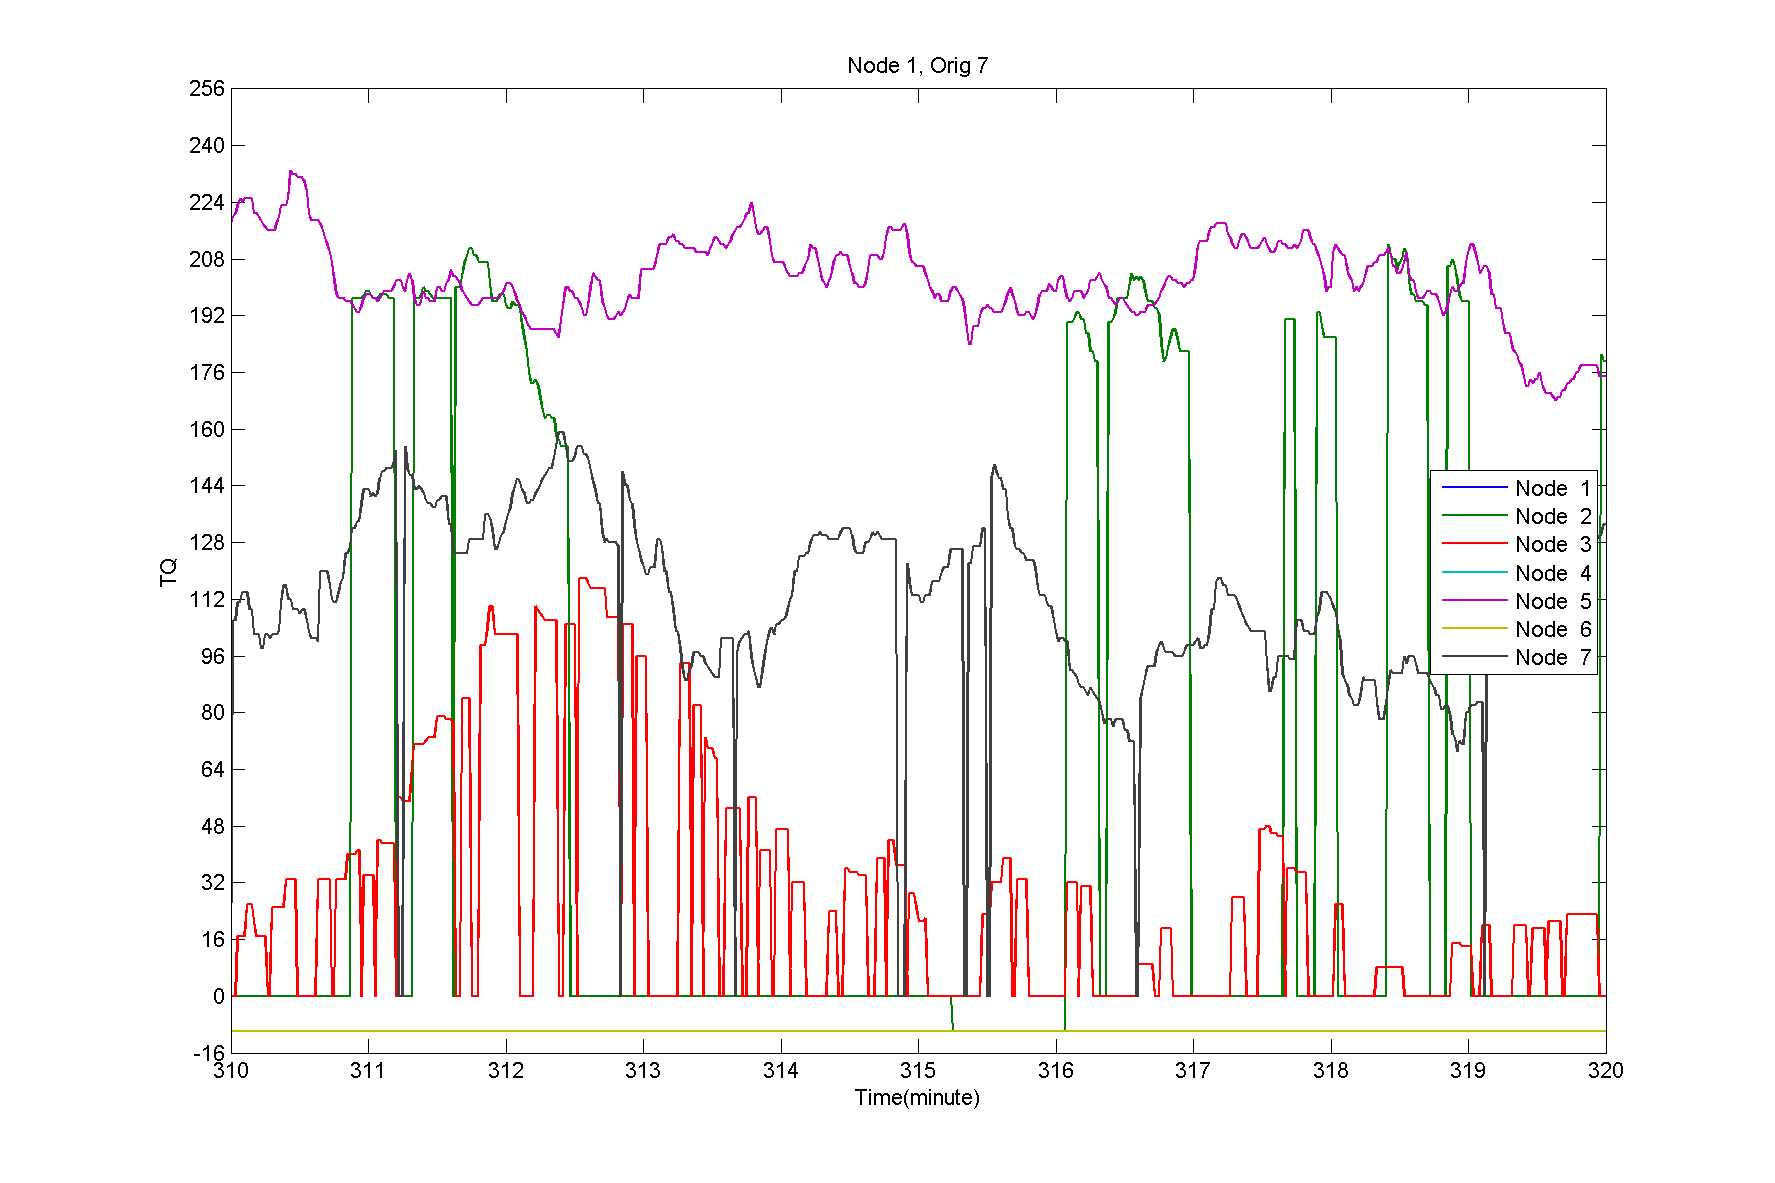 Node 1, Orig 7
256
240
224
208
192
176
160
144
128
112
96
80
64
48
32
16
0
-16
TQ
Node 1
Node 2
Node 3
Node 4
Node 5
Node 6
Node 7
310 311 312 313 314 315 316 317 318 319 320
Time(minute)